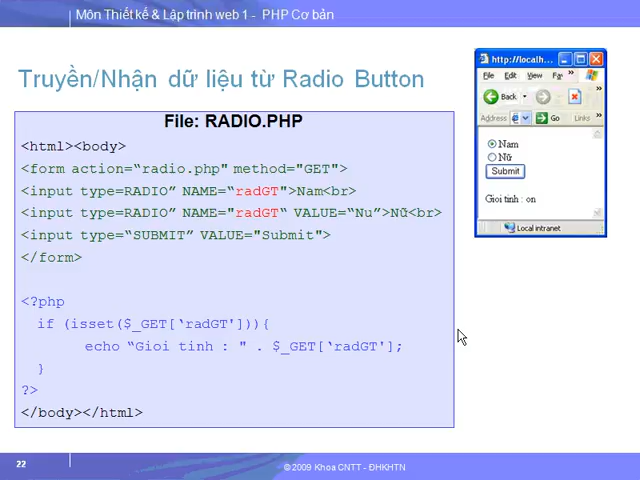 Môn Thiết kế & Lập trình web 1 - PHP Cơ bản
Truyền/Nhận dữ liệu từ Radio Button
File: RADIO.PHP
<html><body>
<form action=“radio.php" method="GET">
<input type=RADIO” NAME=“radGT">Nam<br>
<input type=RADIO” NAME="radGT“ VALUE=“Nu”>Nữ<br>
<input type=“SUBMIT” VALUE="Submit">
</form>
<?php
if (isset($_GET[‘radGT'])){
echo “Gioi tinh : " . $_GET[‘radGT'];
}
?>
</body></html>
http://localh...
File Edit View Fa »
Back »
Address Go Links »
Nam
Nữ
Submit
Gioi tinh : on
Local intranet
22
© 2009 Khoa CNTT - ĐHKHTN